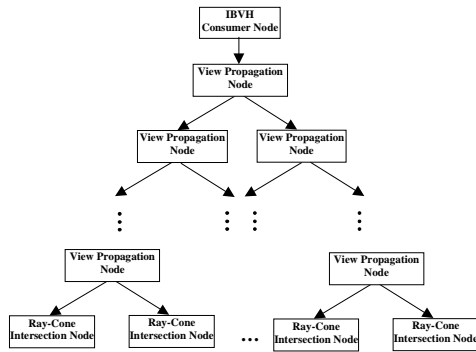 IBVH
Consumer Node
View Propagation
Node
View Propagation
Node
View Propagation
Node
View Propagation
Node
View Propagation
Node
Ray-Cone
Intersection Node
Ray-Cone
Intersection Node
...
Ray-Cone
Intersection Node
Ray-Cone
Intersection Node